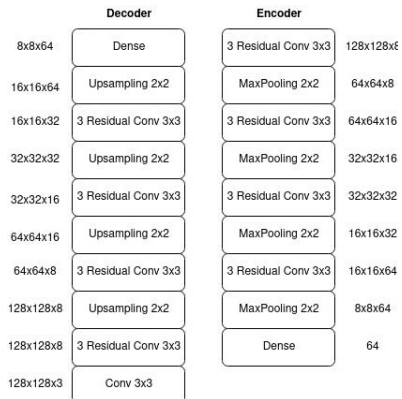 Decoder Encoder
8x8x64 Dense 3 Residual Conv 3x3 128x128x8
16x16x64 Upsampling 2x2 MaxPooling 2x2 64x64x8
16x16x32 3 Residual Conv 3x3 3 Residual Conv 3x3 64x64x16
32x32x32 Upsampling 2x2 MaxPooling 2x2 32x32x16
32x32x16 3 Residual Conv 3x3 3 Residual Conv 3x3 32x32x32
64x64x16 Upsampling 2x2 MaxPooling 2x2 16x16x32
64x64x8 3 Residual Conv 3x3 3 Residual Conv 3x3 16x16x64
128x128x8 Upsampling 2x2 MaxPooling 2x2 8x8x64
128x128x8 3 Residual Conv 3x3 Dense 64
128x128x3 Conv 3x3